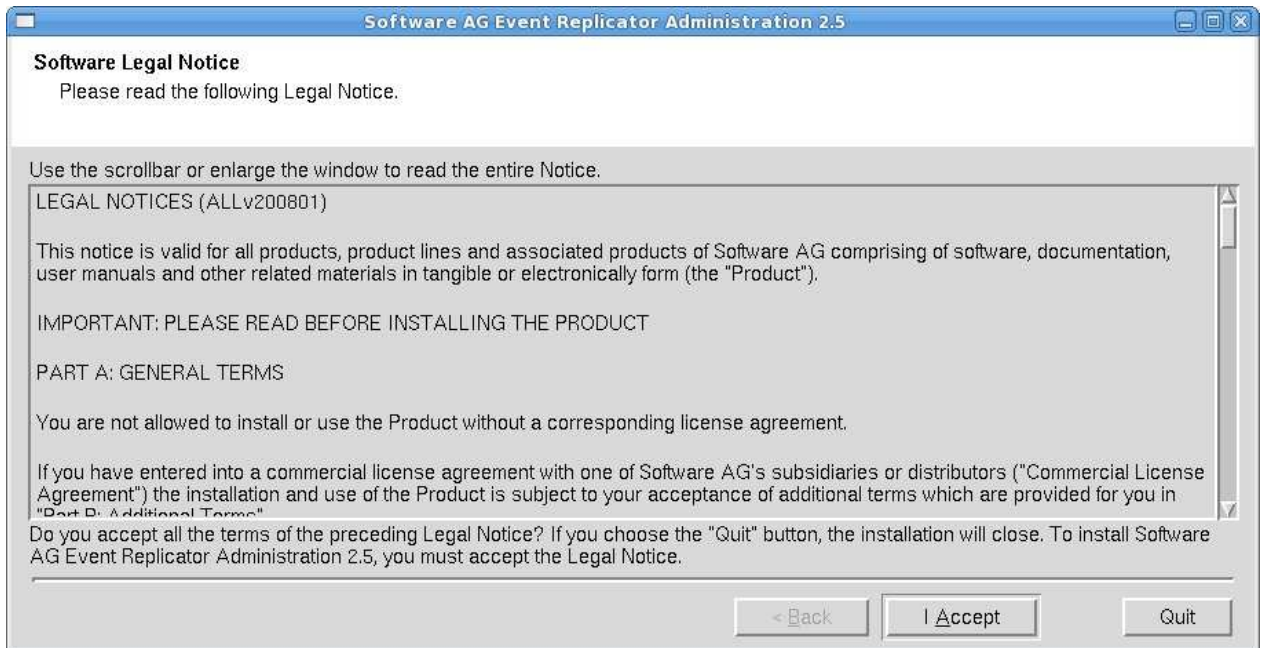 Software AG Event Replicator Administration 2.5
Software Legal Notice
Please read the following Legal Notice.
Use the scrollbar or enlarge the window to read the entire Notice.
LEGAL NOTICES (ALLv200801)
This notice is valid for all products, product lines and associated products of Software AG comprising of software, documentation,
user manuals and other related materials in tangible or electronically form (the "Product").
IMPORTANT: PLEASE READ BEFORE INSTALLING THE PRODUCT
PART A: GENERAL TERMS
You are not allowed to install or use the Product without a corresponding license agreement.
If you have entered into a commercial license agreement with one of Software AG's subsidiaries or distributors ("Commercial License
Agreement") the installation and use of the Product is subject to your acceptance of additional terms which are provided for you in
"Part B: Additional Terms"
Do you accept all the terms of the preceding Legal Notice? If you choose the "Quit" button, the installation will close. To install Software
AG Event Replicator Administration 2.5, you must accept the Legal Notice.
< Back
I Accept
Quit